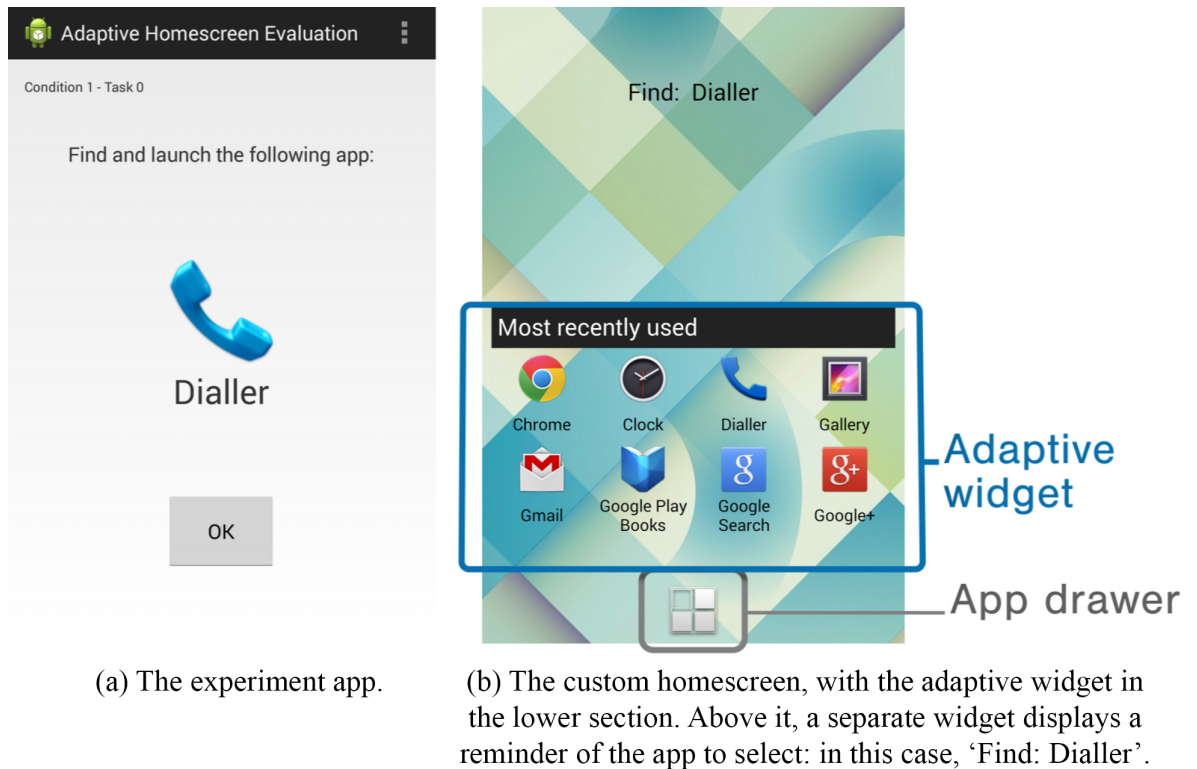 Adaptive Homescreen Evaluation
Condition 1 - Task 0
Find and launch the following app:
Dialler
OK
(a) The experiment app.
Find: Dialler
Most recently used
Chrome
Clock
Dialler
Gallery
Gmail
Google Play
Books
g
Google
Search
g+
Google+
Adaptive
widget
App drawer
(b) The custom homescreen, with the adaptive widget in
the lower section. Above it, a separate widget displays a
reminder of the app to select: in this case, ‘Find: Dialler’.